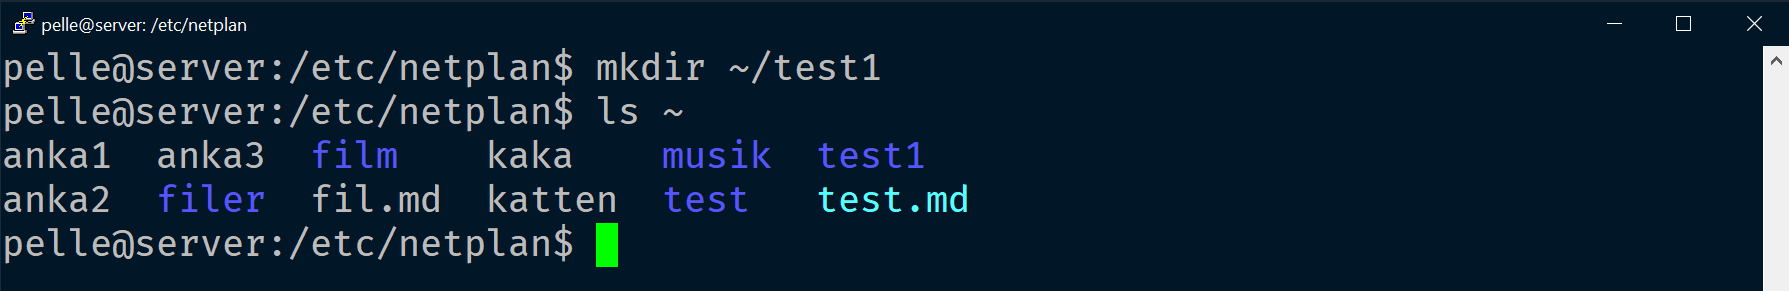 pelle@server: /etc/netplan
pelle@server:/etc/netplan$ mkdir ~/test1
pelle@server:/etc/netplan$ ls ~
anka1  anka3  film    kaka    musik  test1
anka2  filer  fil.md  katten  test   test.md
pelle@server:/etc/netplan$